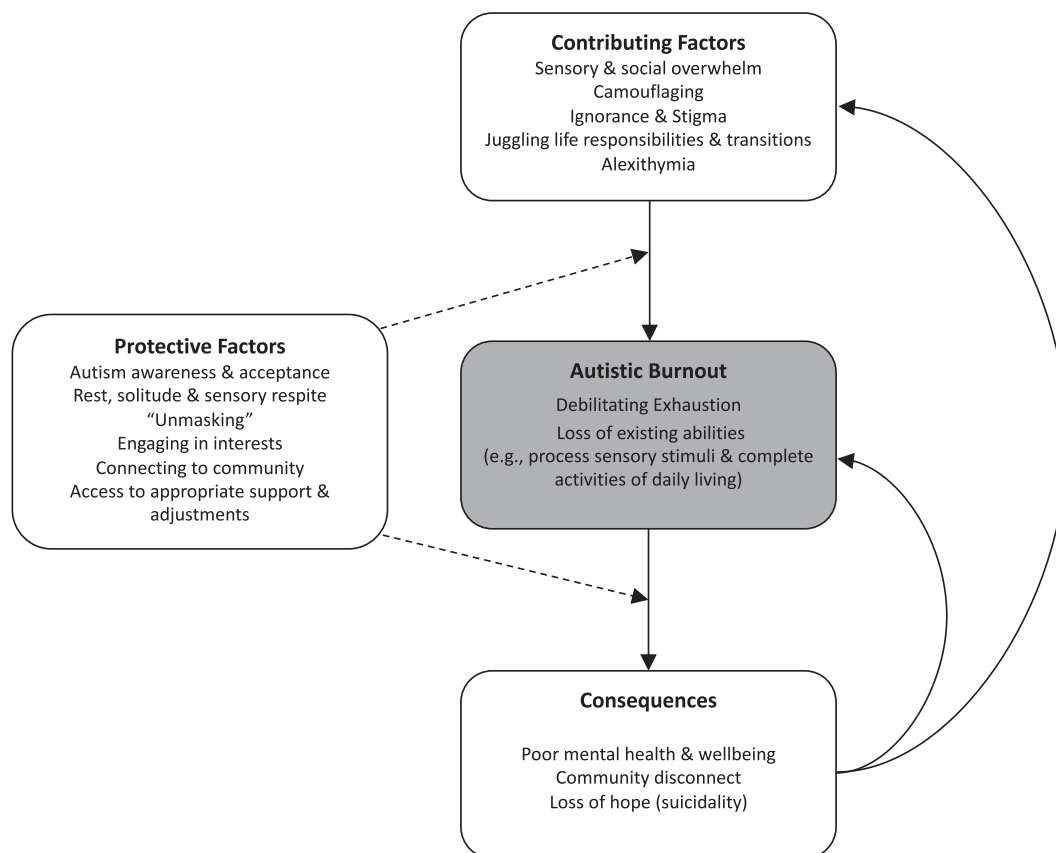 Contributing Factors
Sensory & social overwhelm
Camouflaging
Ignorance & Stigma
Juggling life responsibilities & transitions
Alexithymia
Protective Factors
Autism awareness & acceptance
Rest, solitude & sensory respite
“Unmasking”
Engaging in interests
Connecting to community
Access to appropriate support &
adjustments
Autistic Burnout
Debilitating Exhaustion
Loss of existing abilities
(e.g., process sensory stimuli & complete
activities of daily living)
Consequences
Poor mental health & wellbeing
Community disconnect
Loss of hope (suicidality)